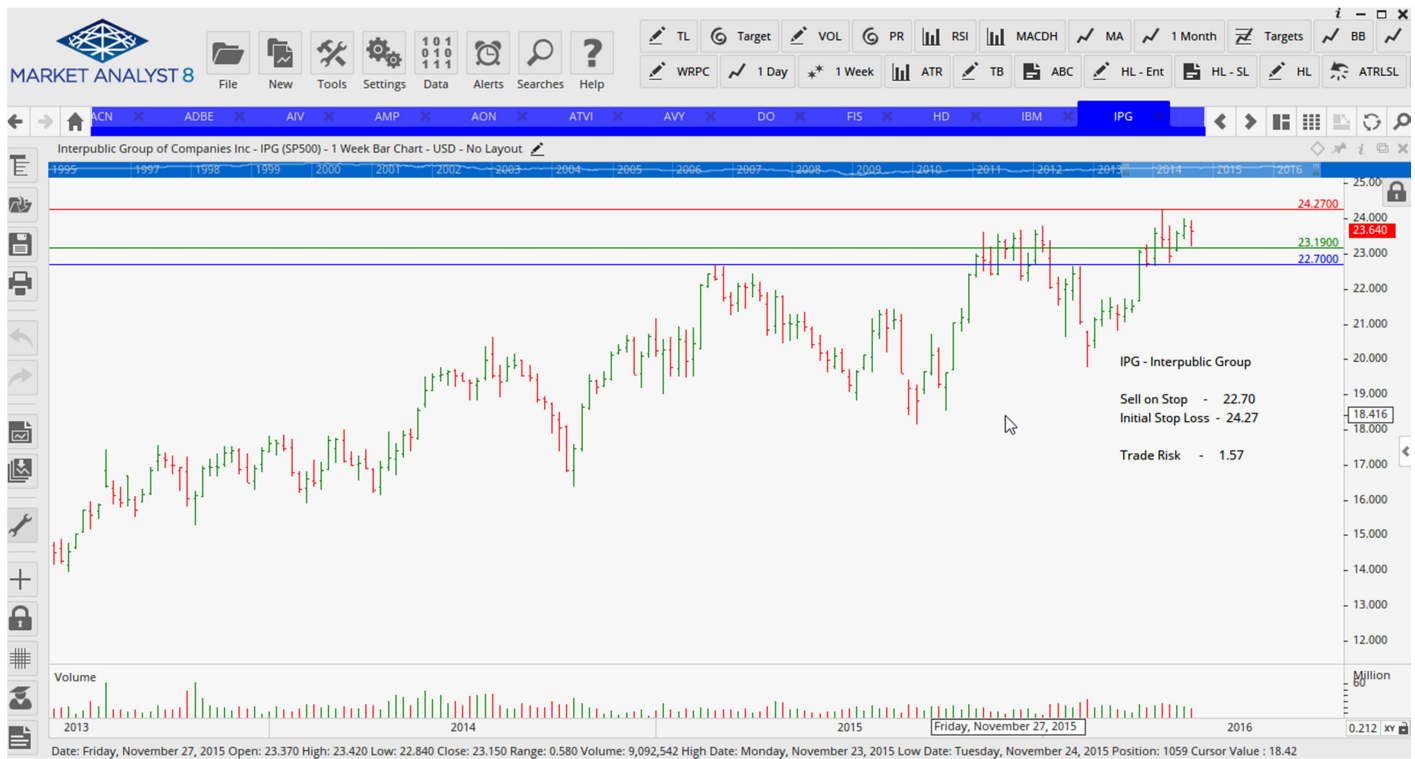 i
TL Target VOL PR RSI MACDH MA 1 Month Targets BB
MARKET ANALYST 8
101
010
111
File New Tools Settings Data Alerts Searches Help
WRPC 1 Day 1 Week ATR TB ABC HL - Ent HL - SL HL ATRLSL
ACN ADBE AIV AMP AON ATVI AVY DO FIS HD IBM IPG
Interpublic Group of Companies Inc - IPG (SP500) - 1 Week Bar Chart - USD - No Layout
i
1995 1997 1998 1999 2000 2001 2002 2003 2004 2005 2006 2007 2008 2009 2010 2011 2012 2013 2014 2015 2016
25.00
24.2700
24.000
23.640
23.1900
23.000
22.7000
22.000
21.000
20.000
IPG - Interpublic Group
19.000
Sell on Stop - 22.70
18.416
Initial Stop Loss - 24.27
18.000
Trade Risk - 1.57
17.000
16.000
15.000
14.000
13.000
12.000
Volume
Million
60
2013 2014 2015 Friday, November 27, 2015 2016
0.212 XY
Date: Friday, November 27, 2015 Open: 23.370 High: 23.420 Low: 22.840 Close: 23.150 Range: 0.580 Volume: 9,092,542 High Date: Monday, November 23, 2015 Low Date: Tuesday, November 24, 2015 Position: 1059 Cursor Value : 18.42